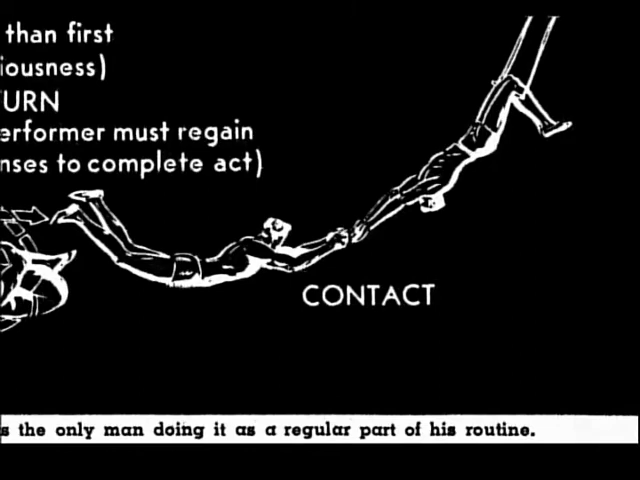 than first
iousness)
URN
erformer must regain
nses to complete act)
CONTACT
s the only man doing it as a regular part of his routine.